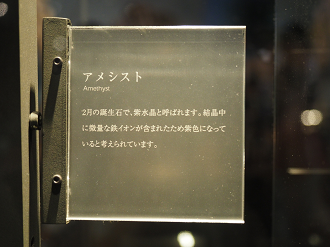 アメシスト
Amethyst
2月の誕生石で、紫水晶と呼ばれます。結晶中
に微量な鉄イオンが含まれたため紫色になって
いると考えられています。